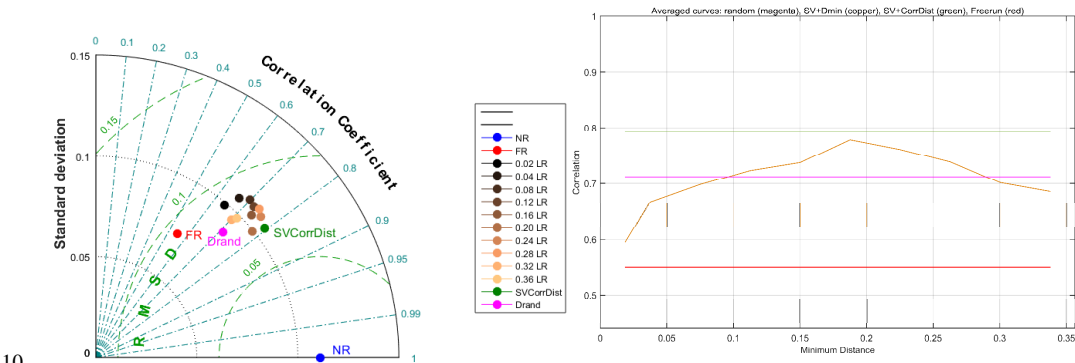 Averaged curves: random (magenta), SV+Dmin (copper), SV+CorrDist (green), Freerun (red)
0
0.1
0.2
0.3
0.4
0.5
0.6
0.7
0.8
0.9
0.95
0.99
1
Correlation Coefficient
0.15
0.1
0.05
0
Standard deviation
0.15
0.1
0.05
RMSD
FR
Drand
SVCorrDist
NR
NR
FR
0.02 LR
0.04 LR
0.08 LR
0.12 LR
0.16 LR
0.20 LR
0.24 LR
0.28 LR
0.32 LR
0.36 LR
SVCorrDist
Drand
1
0.9
0.8
0.7
0.6
0.5
Correlation
0
0.05
0.1
0.15
0.2
0.25
0.3
0.35
Minimum Distance
10